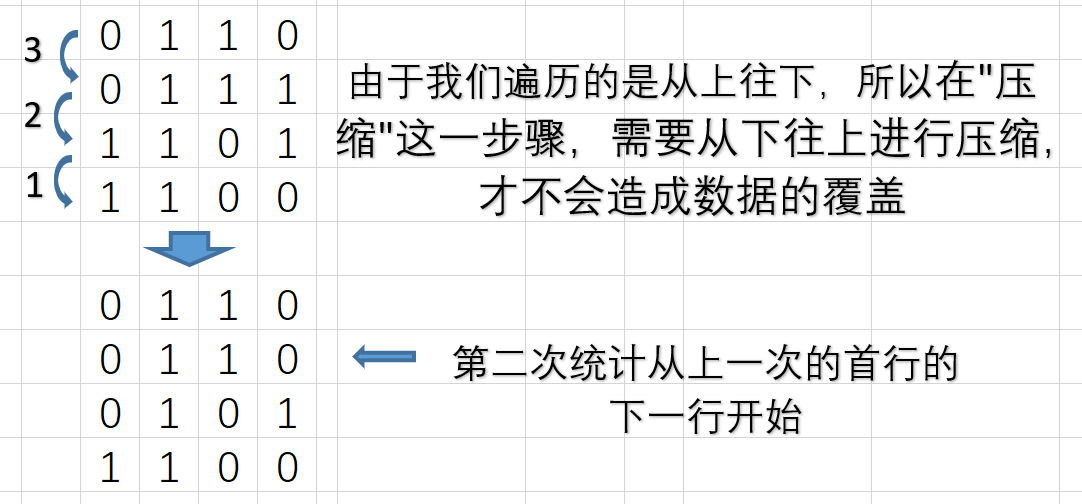 0 1 1 0
3
0 1 1 1
2
1 1 0 1
1
1 1 0 0
由于我们遍历的是从上往下，所以在"压
缩"这一步骤，需要从下往上进行压缩，
才不会造成数据的覆盖
0 1 1 0
0 1 1 0
0 1 0 1
1 1 0 0
第二次统计从上一次的首行的
下一行开始